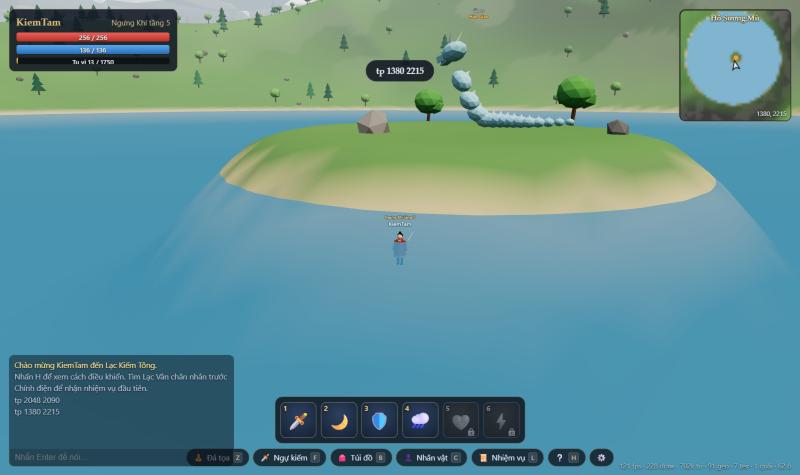 KiemTam
Ngưng Khí tầng 5
256 / 256
136 / 136
Tu vi 13 / 1750
tp 1380 2215
Hồ Sương Mù
1380, 2215
KiemTam
Chào mừng KiemTam đến Lạc Kiếm Tông.
Nhấn H để xem cách điều khiển. Tìm Lạc Vân chân nhân trước
Chính điện để nhận nhiệm vụ đầu tiên.
tp 2048 2090
tp 1380 2215
Nhấn Enter để nói...
1 2 3 4 5 6
Đả tọa Z
Ngự kiếm F
Túi đồ B
Nhân vật C
Nhiệm vụ L
? H